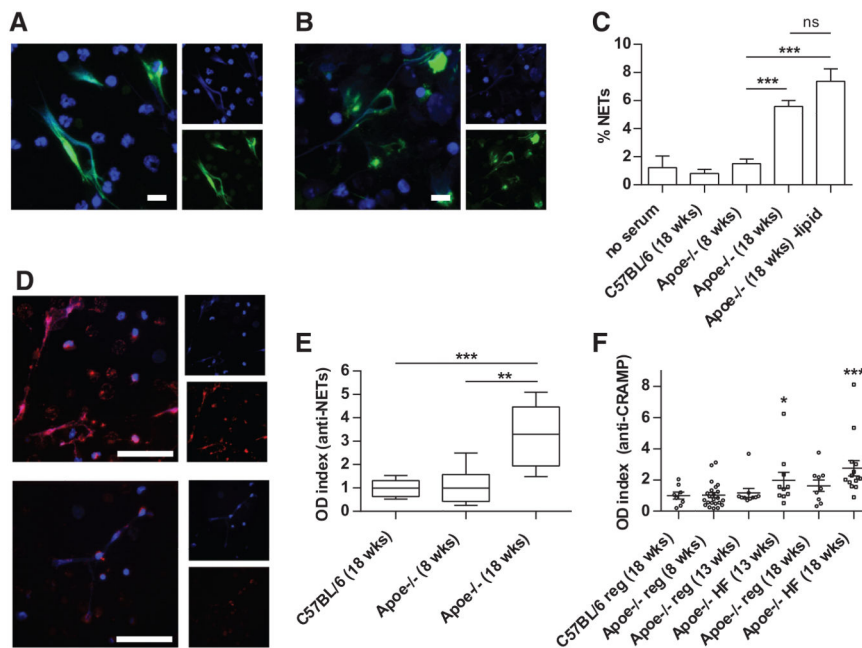 A
B
C
ns
***
***
10
8
6
4
2
0
% NETs
no serum
C57BL/6 (18 wks)
Apoe-/- (8 wks)
Apoe-/- (18 wks)
Apoe-/- (18 wks) -lipid
D
E
***
**
6
5
4
3
2
1
0
OD index (anti-NETs)
C57BL/6 (18 wks)
Apoe-/- (8 wks)
Apoe-/- (18 wks)
F
***
*
8
6
4
2
0
OD index (anti-CRAMP)
C57BL/6 reg (18 wks)
Apoe-/- reg (8 wks)
Apoe-/- reg (13 wks)
Apoe-/- HF (13 wks)
Apoe-/- reg (18 wks)
Apoe-/- HF (18 wks)